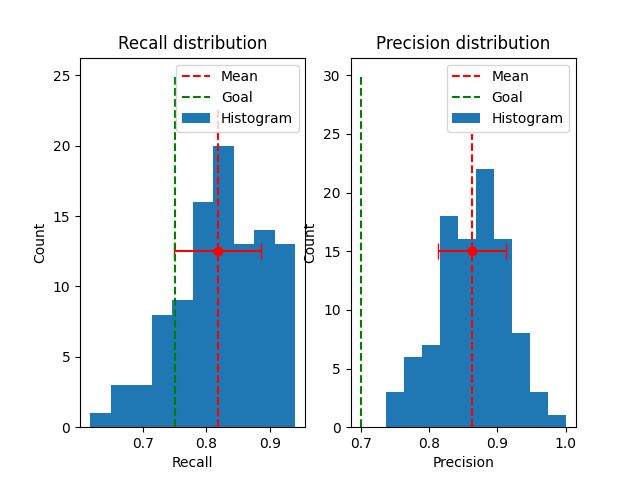 Recall distribution
Mean
Goal
Histogram
25
20
15
10
5
0
0.7 0.8 0.9
Count
Recall
Precision distribution
Mean
Goal
Histogram
30
25
20
15
10
5
0
0.7 0.8 0.9 1.0
Count
Precision